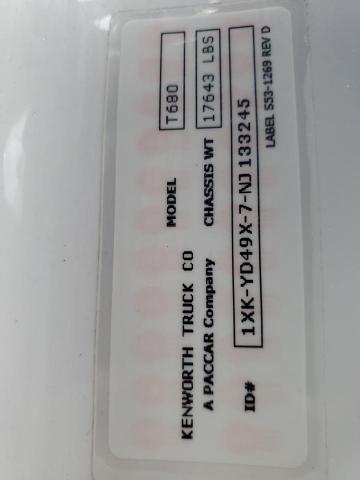 KENWORTH TRUCK CO MODEL T680
A PACCAR Company CHASSIS WT 17643 LBS
ID# 1XK-YD49X-7-NJ133245
LABEL S53-1269 REV D